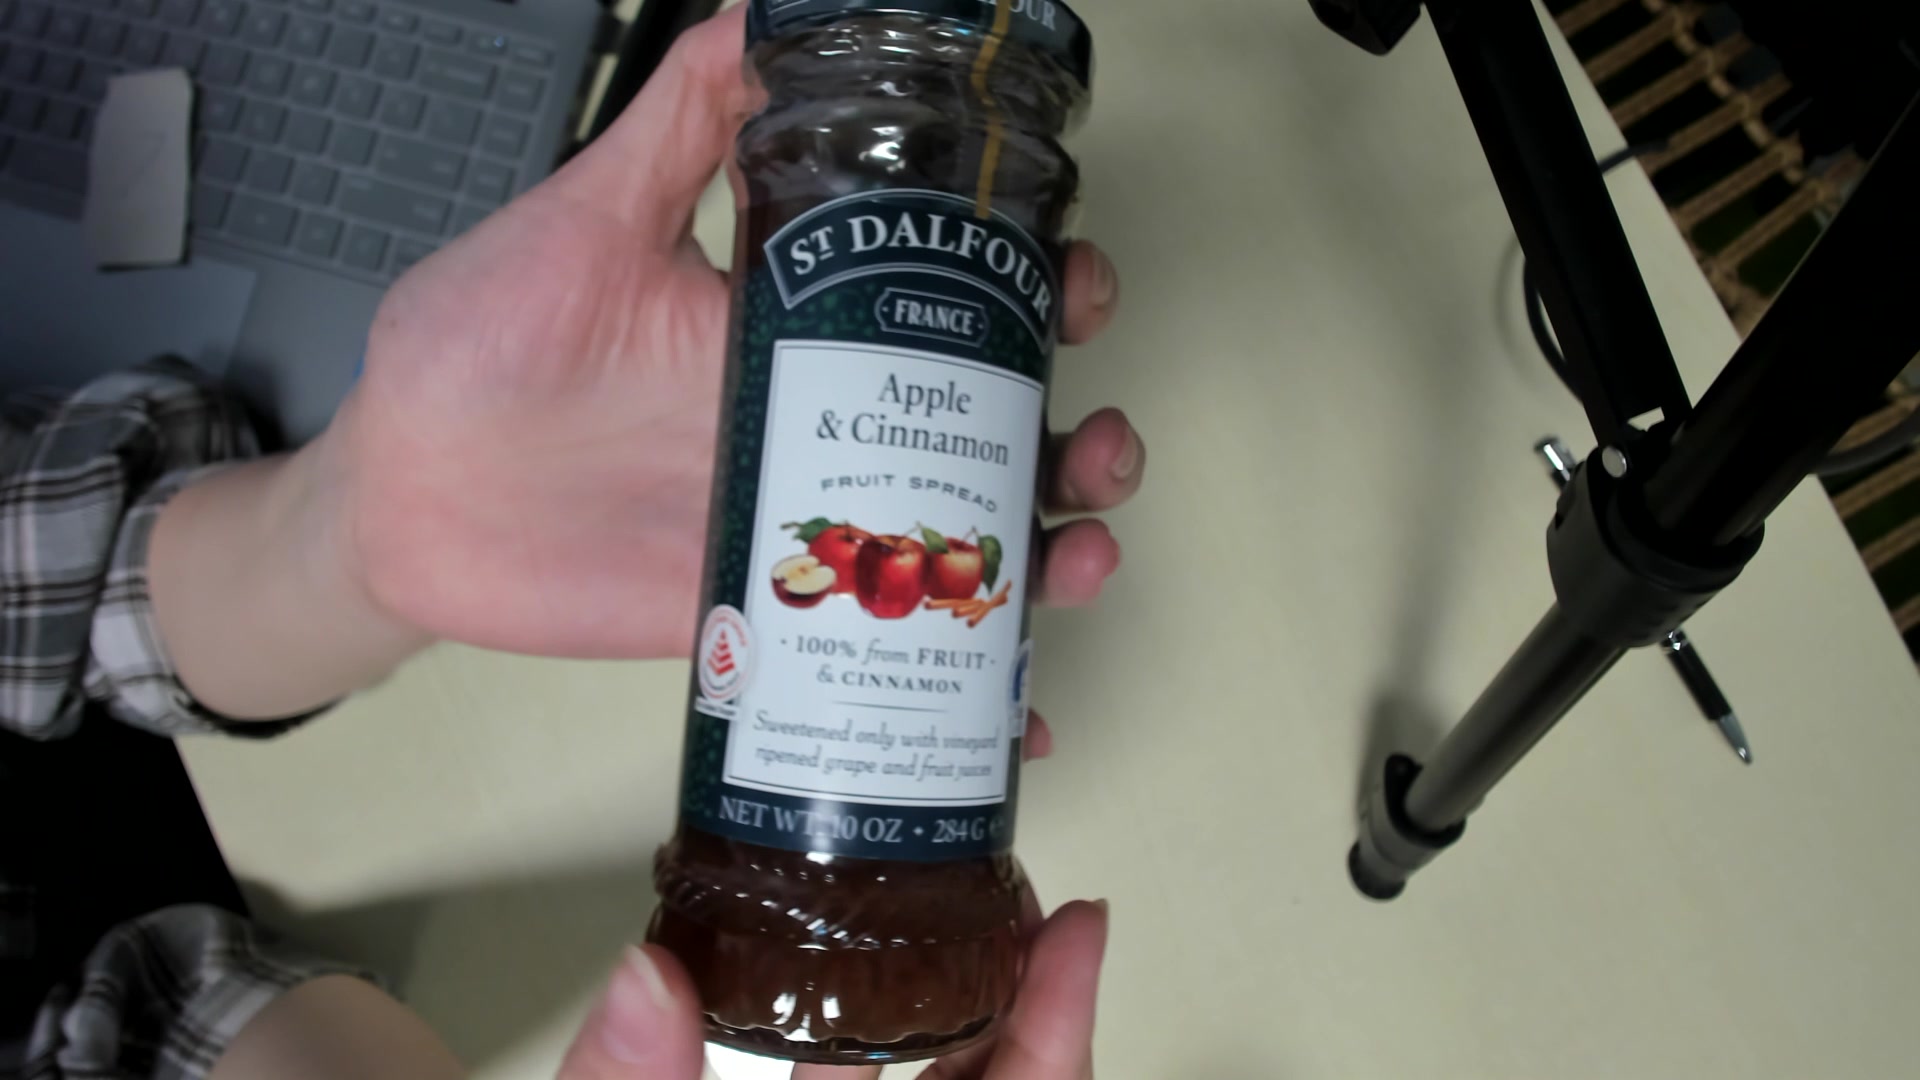 ST DALFOUR
FRANCE
Apple
& Cinnamon
FRUIT SPREAD
• 100% from FRUIT •
& CINNAMON
Sweetened only with vineyard
ripened grape and fruit juices
NET WT. 10 OZ • 284 G e